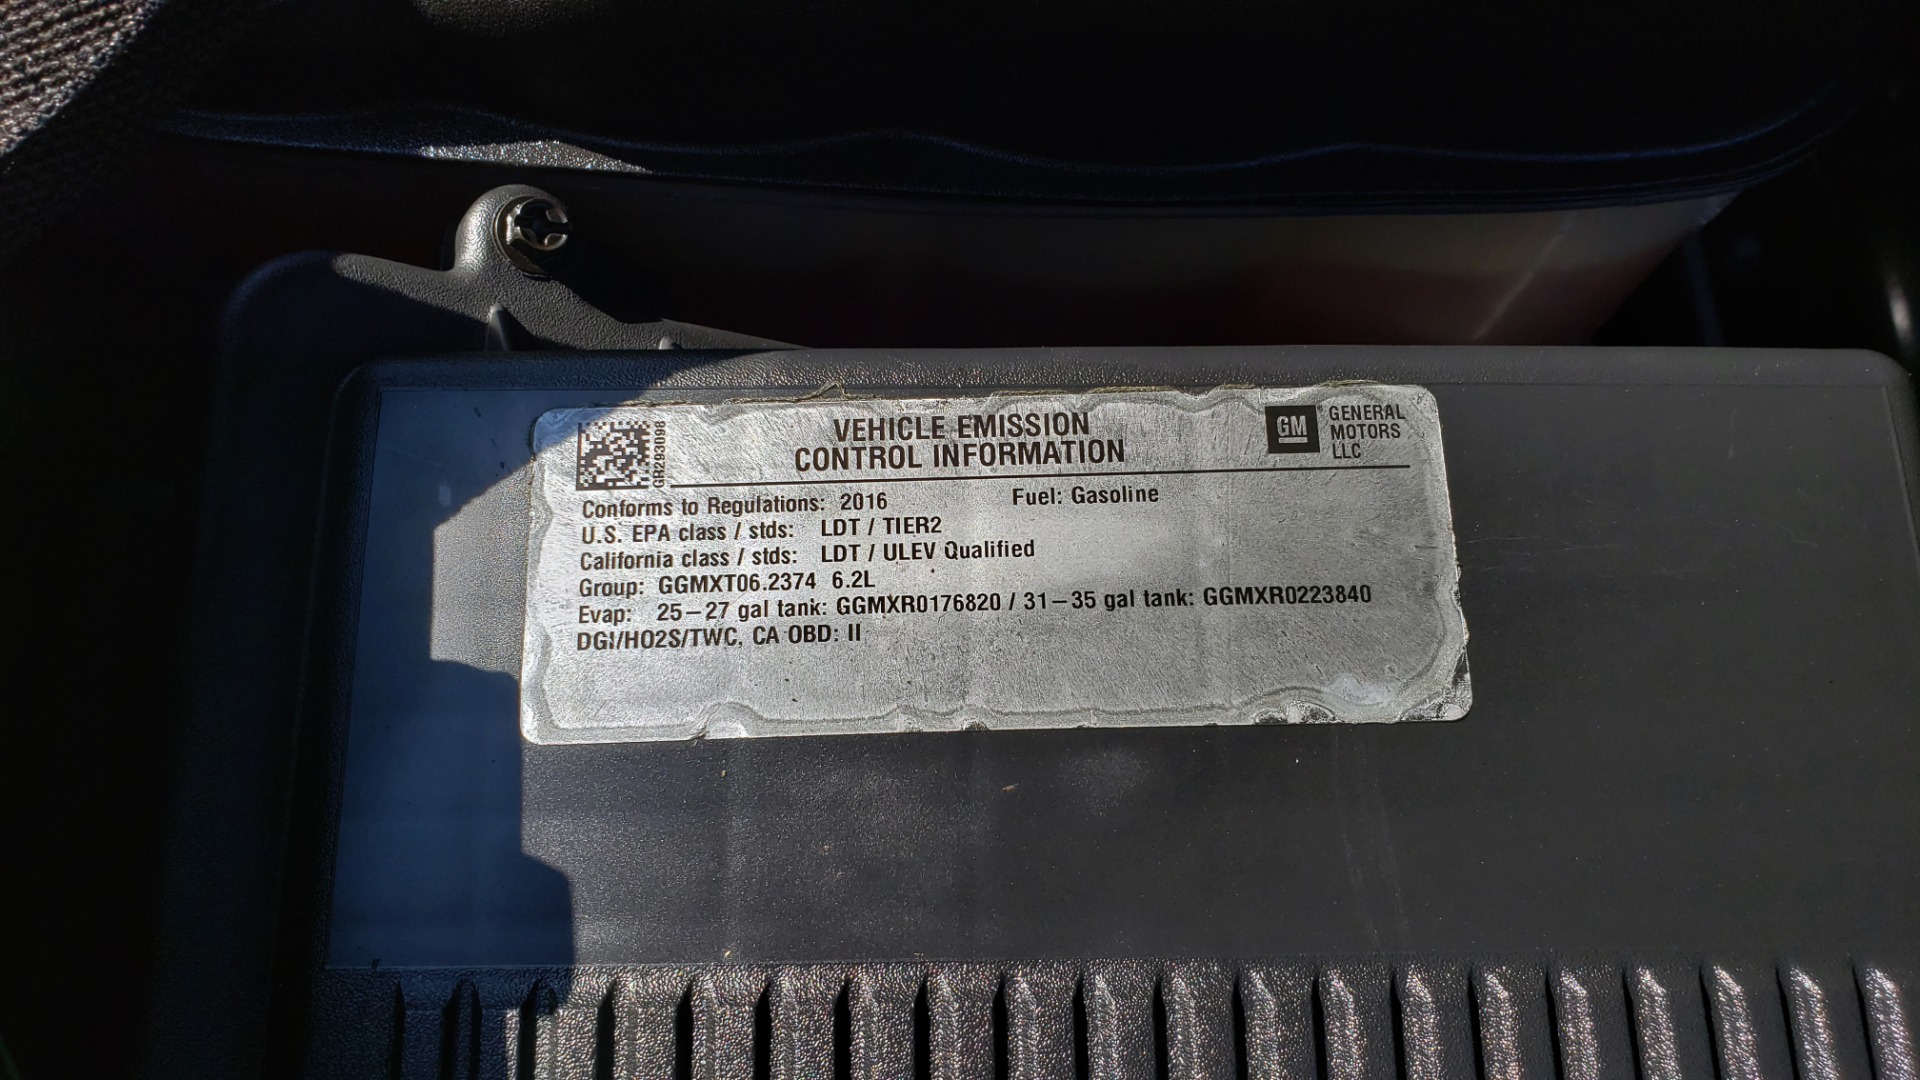 GR293098
VEHICLE EMISSION
CONTROL INFORMATION
GM
GENERAL
MOTORS
LLC
Conforms to Regulations: 2016 Fuel: Gasoline
U.S. EPA class / stds: LDT / TIER2
California class / stds: LDT / ULEV Qualified
Group: GGMXT06.2374 6.2L
Evap: 25-27 gal tank: GGMXR0176820 / 31-35 gal tank: GGMXR0223840
DGI/HO2S/TWC, CA OBD: II